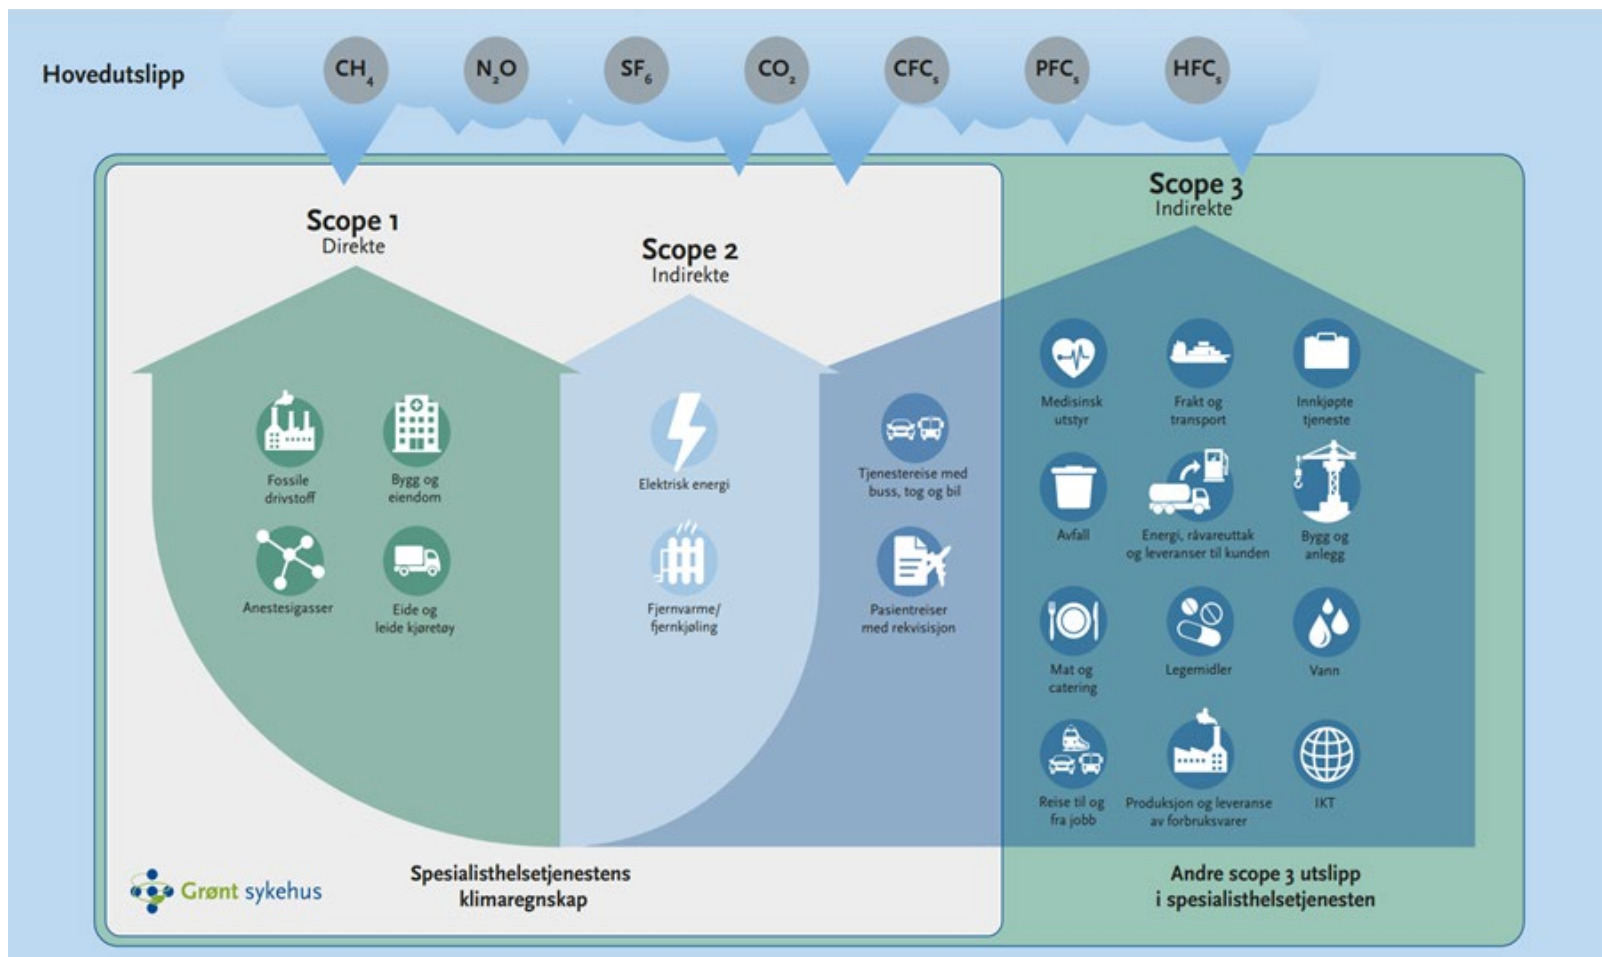 Hovedutslipp
CH₄
N₂O
SF₆
CO₂
CFCₛ
PFCₛ
HFCₛ
Scope 1
Direkte
Fossile
drivstoff
Bygg og
eiendom
Anestesigasser
Eide og
leide kjøretøy
Scope 2
Indirekte
Elektrisk energi
Fjernvarme/
fjernkjøling
Scope 3
Indirekte
Tjenestereise med
buss, tog og bil
Pasientreiser
med rekvisisjon
Medisinsk
utstyr
Frakt og
transport
Innkjøpte
tjeneste
Avfall
Energi, råvareuttak
og leveranser til kunden
Bygg og
anlegg
Mat og
catering
Legemidler
Vann
Reise til og
fra jobb
Produksjon og leveranse
av forbruksvarer
IKT
Grønt sykehus
Spesialisthelsetjenestens
klimaregnskap
Andre scope 3 utslipp
i spesialisthelsetjenesten